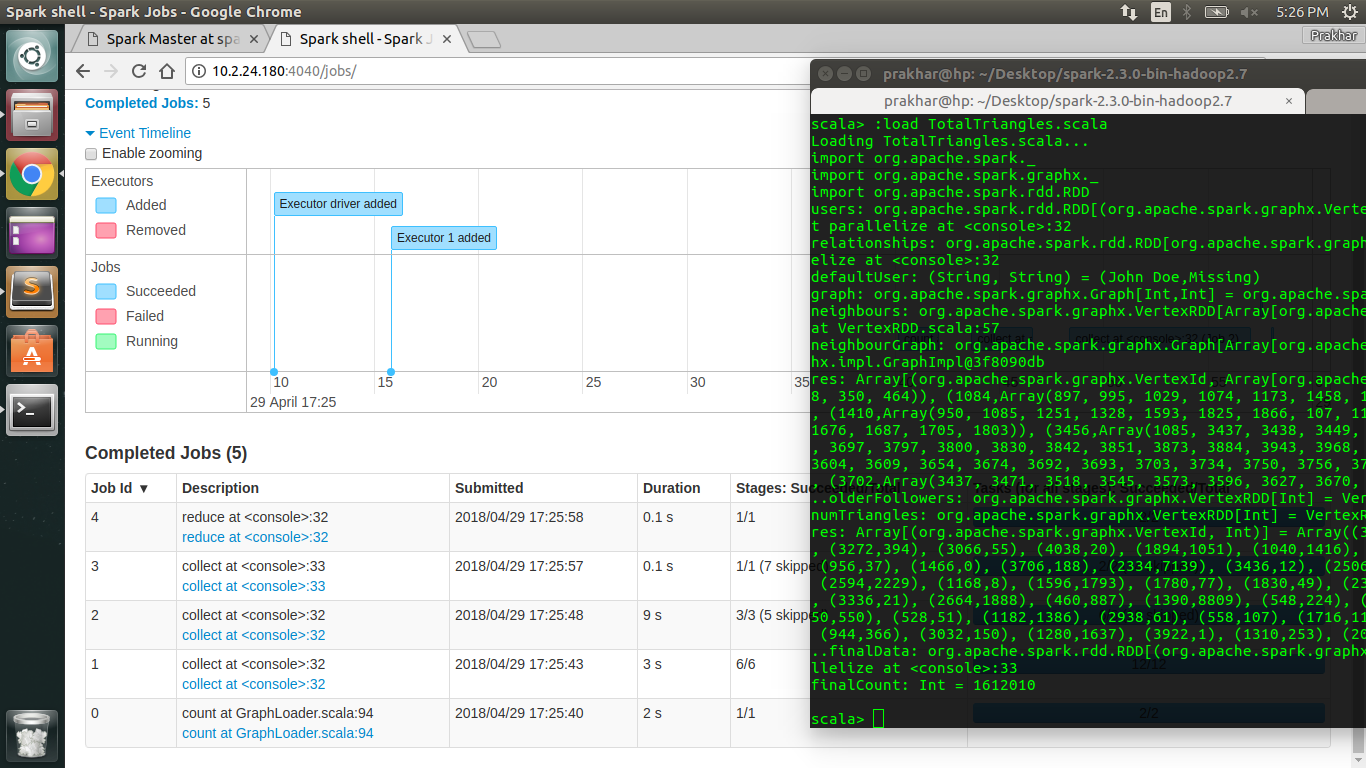 Spark shell - Spark Jobs - Google Chrome
En
5:26 PM
Spark Master at spa
Spark shell - Spark J
Prakhar
10.2.24.180:4040/jobs/
Completed Jobs: 5
Event Timeline
Enable zooming
Executors
Added
Removed
Executor driver added
Executor 1 added
Jobs
Succeeded
Failed
Running
10
15
20
25
30
35
29 April 17:25
Completed Jobs (5)
Job Id ▼ Description Submitted Duration Stages: Suc
4 reduce at <console>:32 2018/04/29 17:25:58 0.1 s 1/1
reduce at <console>:32
3 collect at <console>:33 2018/04/29 17:25:57 0.1 s 1/1 (7 skippe
collect at <console>:33
2 collect at <console>:32 2018/04/29 17:25:48 9 s 3/3 (5 skippe
collect at <console>:32
1 collect at <console>:32 2018/04/29 17:25:43 3 s 6/6
collect at <console>:32
0 count at GraphLoader.scala:94 2018/04/29 17:25:40 2 s 1/1
count at GraphLoader.scala:94
12/12
2/2
prakhar@hp: ~/Desktop/spark-2.3.0-bin-hadoop2.7
prakhar@hp: ~/Desktop/spark-2.3.0-bin-hadoop2.7 ×
scala> :load TotalTriangles.scala
Loading TotalTriangles.scala...
import org.apache.spark._
import org.apache.spark.graphx._
import org.apache.spark.rdd.RDD
users: org.apache.spark.rdd.RDD[(org.apache.spark.graphx.Verte
t parallelize at <console>:32
relationships: org.apache.spark.rdd.RDD[org.apache.spark.graph
elize at <console>:32
defaultUser: (String, String) = (John Doe,Missing)
graph: org.apache.spark.graphx.Graph[Int,Int] = org.apache.spa
neighbours: org.apache.spark.graphx.VertexRDD[Array[org.apache
at VertexRDD.scala:57
neighbourGraph: org.apache.spark.graphx.Graph[Array[org.apache
hx.impl.GraphImpl@3f8090db
res: Array[(org.apache.spark.graphx.VertexId, Array[org.apache
8, 350, 464)), (1084,Array(897, 995, 1029, 1074, 1173, 1458, 1
, (1410,Array(950, 1085, 1251, 1328, 1593, 1825, 1866, 107, 11
1676, 1687, 1705, 1803)), (3456,Array(1085, 3437, 3438, 3449,
, 3697, 3797, 3800, 3830, 3842, 3851, 3873, 3884, 3943, 3968,
3604, 3609, 3654, 3674, 3692, 3693, 3703, 3734, 3750, 3756, 37
, (3702,Array(3437, 3471, 3518, 3545, 3573, 3596, 3627, 3670,
..olderFollowers: org.apache.spark.graphx.VertexRDD[Int] = Ver
numTriangles: org.apache.spark.graphx.VertexRDD[Int] = VertexR
res: Array[(org.apache.spark.graphx.VertexId, Int)] = Array((3
, (3272,394), (3066,55), (4038,20), (1894,1051), (1040,1416),
(956,37), (1466,0), (3706,188), (2334,7139), (3436,12), (2506
(2594,2229), (1168,8), (1596,1793), (1780,77), (1830,49), (23
, (3336,21), (2664,1888), (460,887), (1390,8809), (548,224), (
50,550), (528,51), (1182,1386), (2938,61), (558,107), (1716,11
(944,366), (3032,150), (1280,1637), (3922,1), (1310,253), (20
..finalData: org.apache.spark.rdd.RDD[(org.apache.spark.graphx
llelize at <console>:33
finalCount: Int = 1612010
scala>